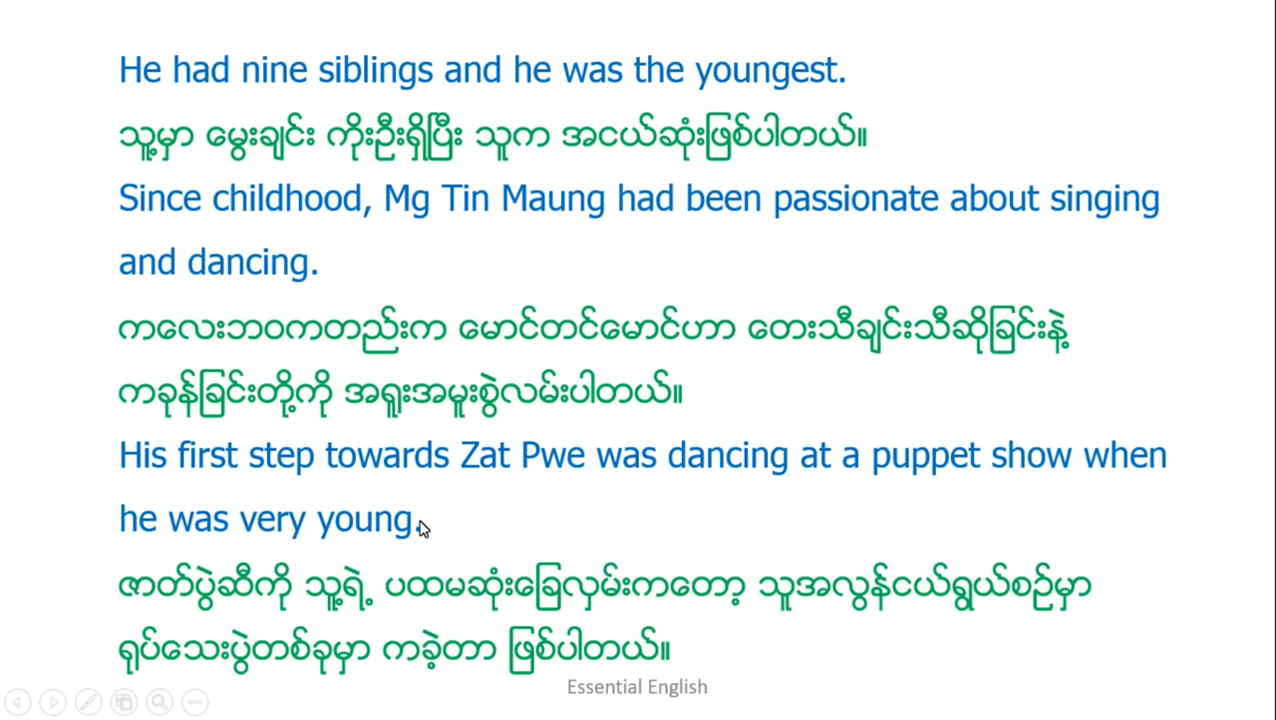 He had nine siblings and he was the youngest.
သူ့မှာ မွေးချင်း ကိုးဦးရှိပြီး သူက အငယ်ဆုံးဖြစ်ပါတယ်။
Since childhood, Mg Tin Maung had been passionate about singing
and dancing.
ကလေးဘဝကတည်းက မောင်တင်မောင်ဟာ တေးသီချင်းသီဆိုခြင်းနဲ့
ကခုန်ခြင်းတို့ကို အရူးအမူးစွဲလမ်းပါတယ်။
His first step towards Zat Pwe was dancing at a puppet show when
he was very young.
ဇာတ်ပွဲဆီကို သူ့ရဲ့ ပထမဆုံးခြေလှမ်းကတော့ သူအလွန်ငယ်ရွယ်စဉ်မှာ
ရုပ်သေးပွဲတစ်ခုမှာ ကခဲ့တာ ဖြစ်ပါတယ်။
Essential English